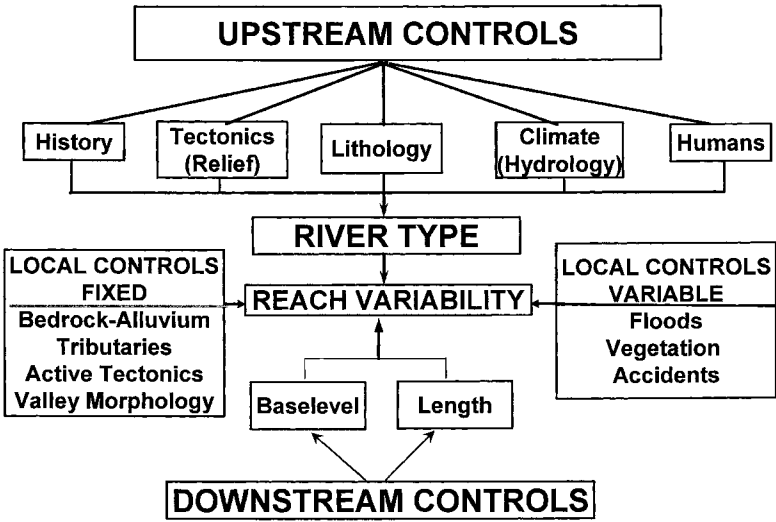 UPSTREAM CONTROLS
History
Tectonics
(Relief)
Lithology
Climate
(Hydrology)
Humans
RIVER TYPE
LOCAL CONTROLS
FIXED
Bedrock-Alluvium
Tributaries
Active Tectonics
Valley Morphology
REACH VARIABILITY
LOCAL CONTROLS
VARIABLE
Floods
Vegetation
Accidents
Baselevel
Length
DOWNSTREAM CONTROLS